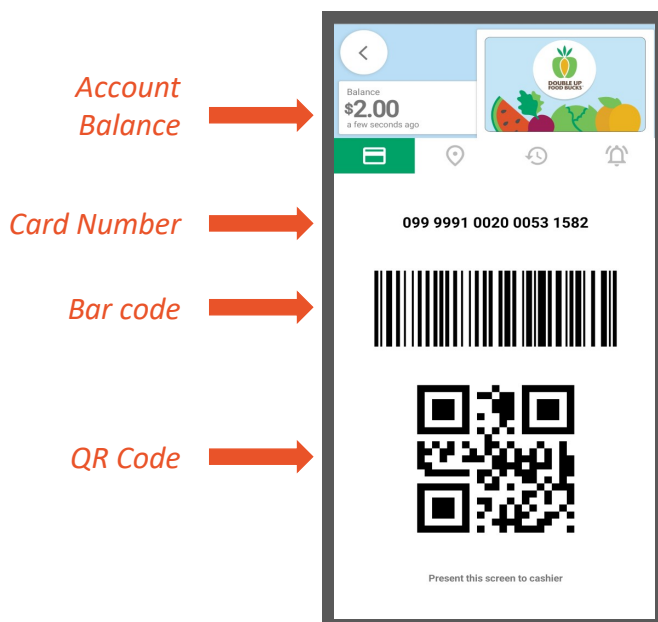 Account
Balance
Card Number
Bar code
QR Code
Balance
$2.00
a few seconds ago
DOUBLE UP
FOOD BUCKS
099 9991 0020 0053 1582
Present this screen to cashier